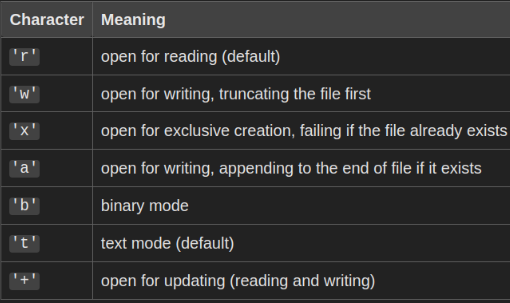 Character Meaning
'r' open for reading (default)
'w' open for writing, truncating the file first
'x' open for exclusive creation, failing if the file already exists
'a' open for writing, appending to the end of file if it exists
'b' binary mode
't' text mode (default)
'+' open for updating (reading and writing)